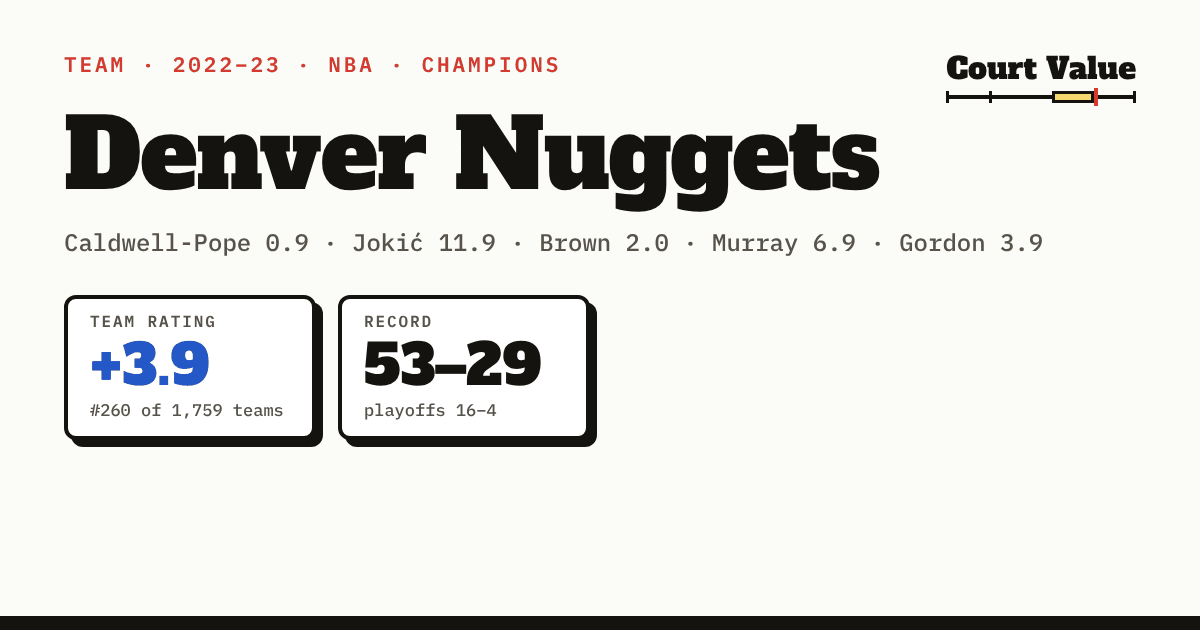 TEAM · 2022–23 · NBA · CHAMPIONS
Court Value
Denver Nuggets
Caldwell-Pope 0.9 · Jokić 11.9 · Brown 2.0 · Murray 6.9 · Gordon 3.9
TEAM RATING
+3.9
#260 of 1,759 teams
RECORD
53–29
playoffs 16–4